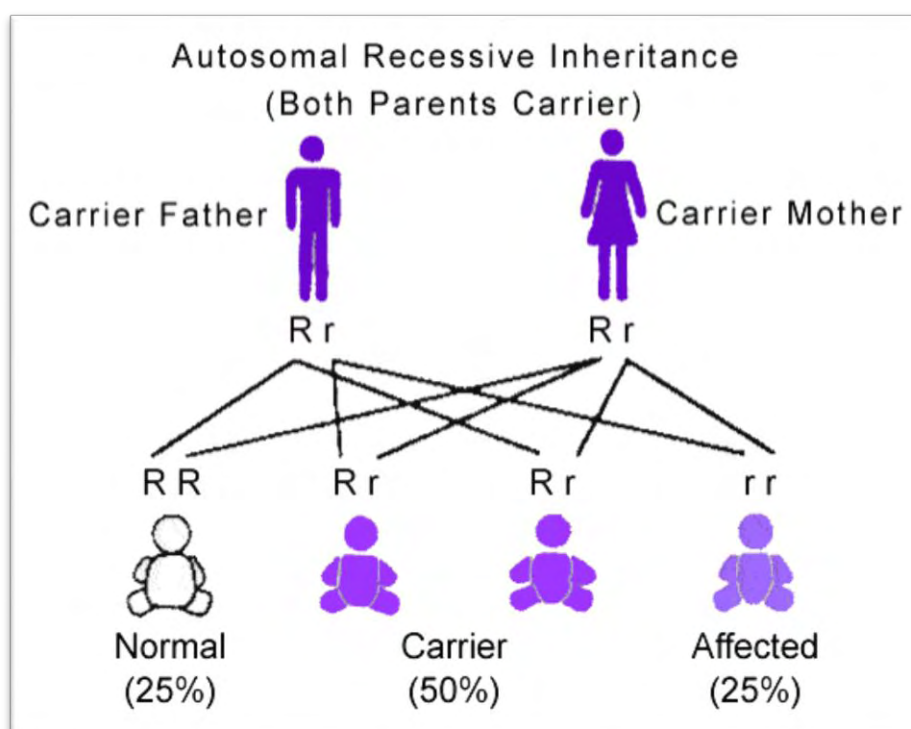 Autosomal Recessive Inheritance
(Both Parents Carrier)
Carrier Father
Carrier Mother
R r
R r
R R
R r
R r
r r
Normal
(25%)
Carrier
(50%)
Affected
(25%)